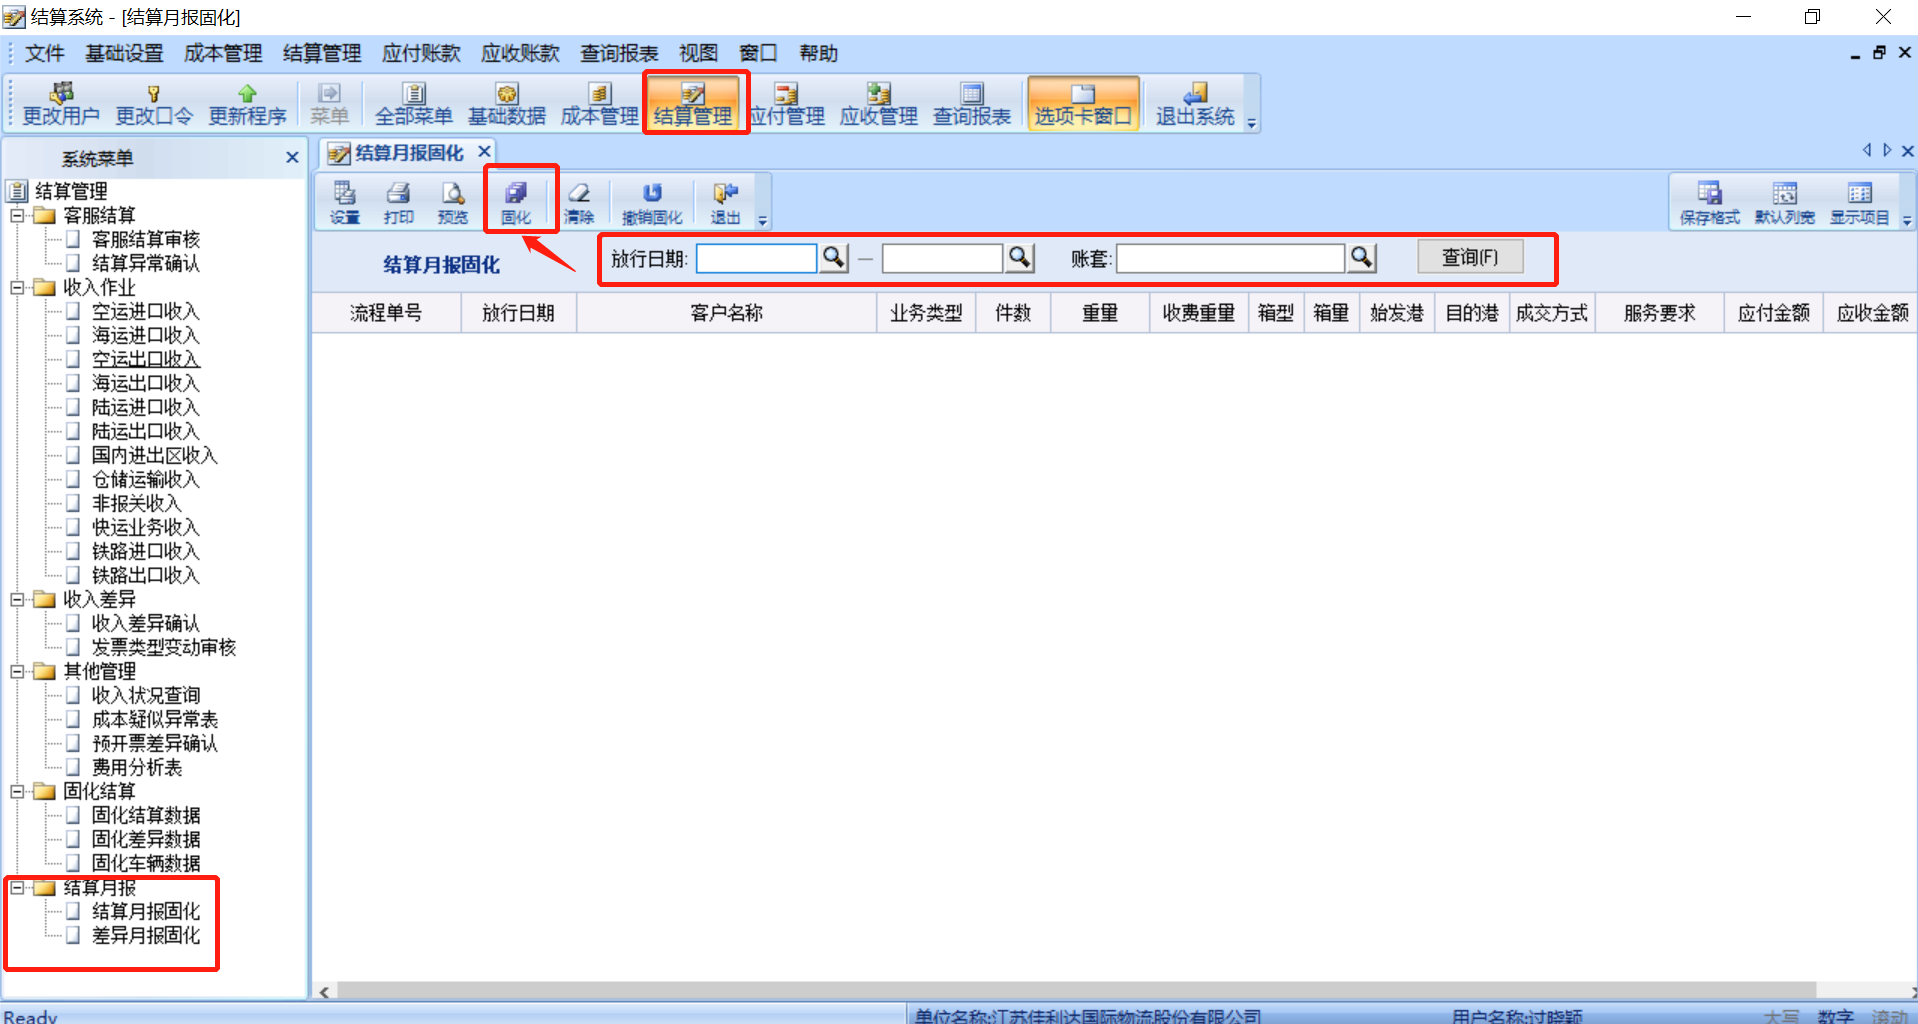 结算系统 - [结算月报固化]
文件 基础设置 成本管理 结算管理 应付账款 应收账款 查询报表 视图 窗口 帮助
更改用户 更改口令 更新程序 菜单 全部菜单 基础数据 成本管理 结算管理 应付管理 应收管理 查询报表 选项卡窗口 退出系统
系统菜单
结算管理
客服结算
客服结算审核
结算异常确认
收入作业
空运进口收入
海运进口收入
空运出口收入
海运出口收入
陆运进口收入
陆运出口收入
国内进出区收入
仓储运输收入
非报关收入
快运业务收入
铁路进口收入
铁路出口收入
收入差异
收入差异确认
发票类型变动审核
其他管理
收入状况查询
成本疑似异常表
预开票差异确认
费用分析表
固化结算
固化结算数据
固化差异数据
固化车辆数据
结算月报
结算月报固化
差异月报固化
结算月报固化
设置 打印 预览 固化 清除 撤销固化 退出 保存格式 默认列宽 显示项目
结算月报固化 放行日期: — 账套: 查询(F)
流程单号 放行日期 客户名称 业务类型 件数 重量 收费重量 箱型 箱量 始发港 目的港 成交方式 服务要求 应付金额 应收金额
Ready 单位名称:江苏佳利达国际物流股份有限公司 用户名称:过晓颖 大写 数字 滚动